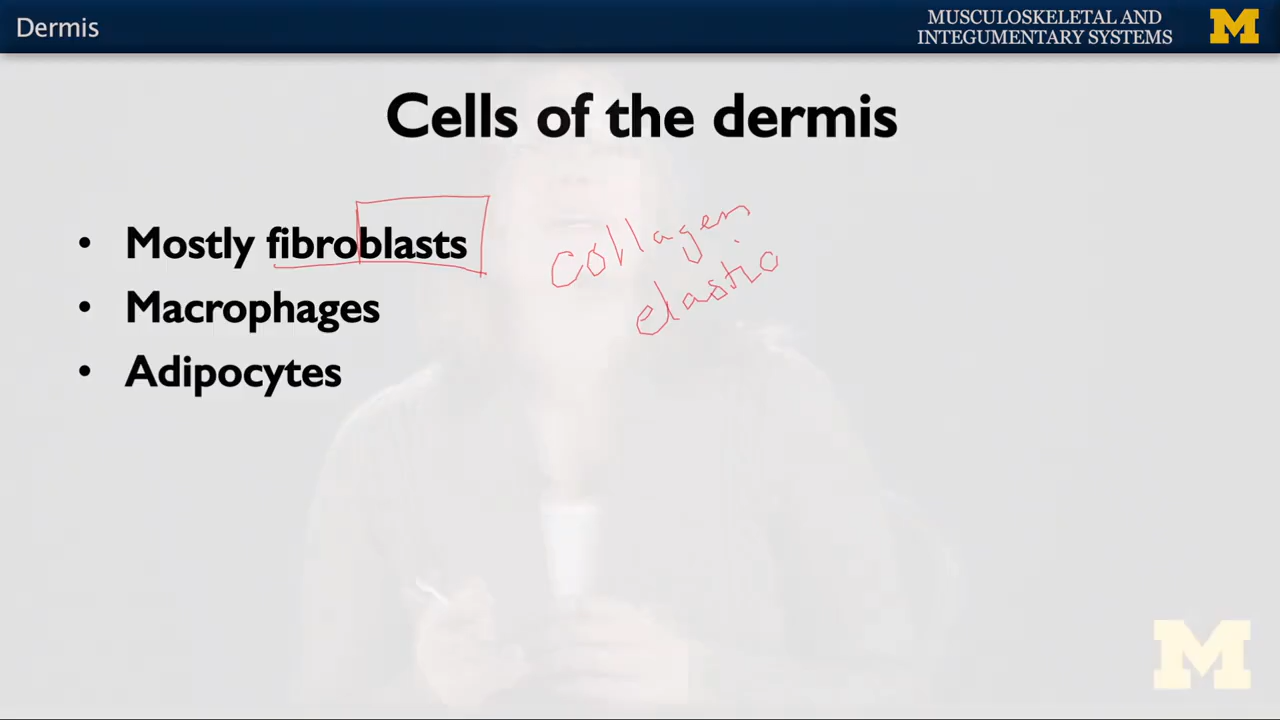 Dermis
MUSCULOSKELETAL AND
INTEGUMENTARY SYSTEMS
M
Cells of the dermis
• Mostly fibroblasts
• Macrophages
• Adipocytes
collagen
elastic
M